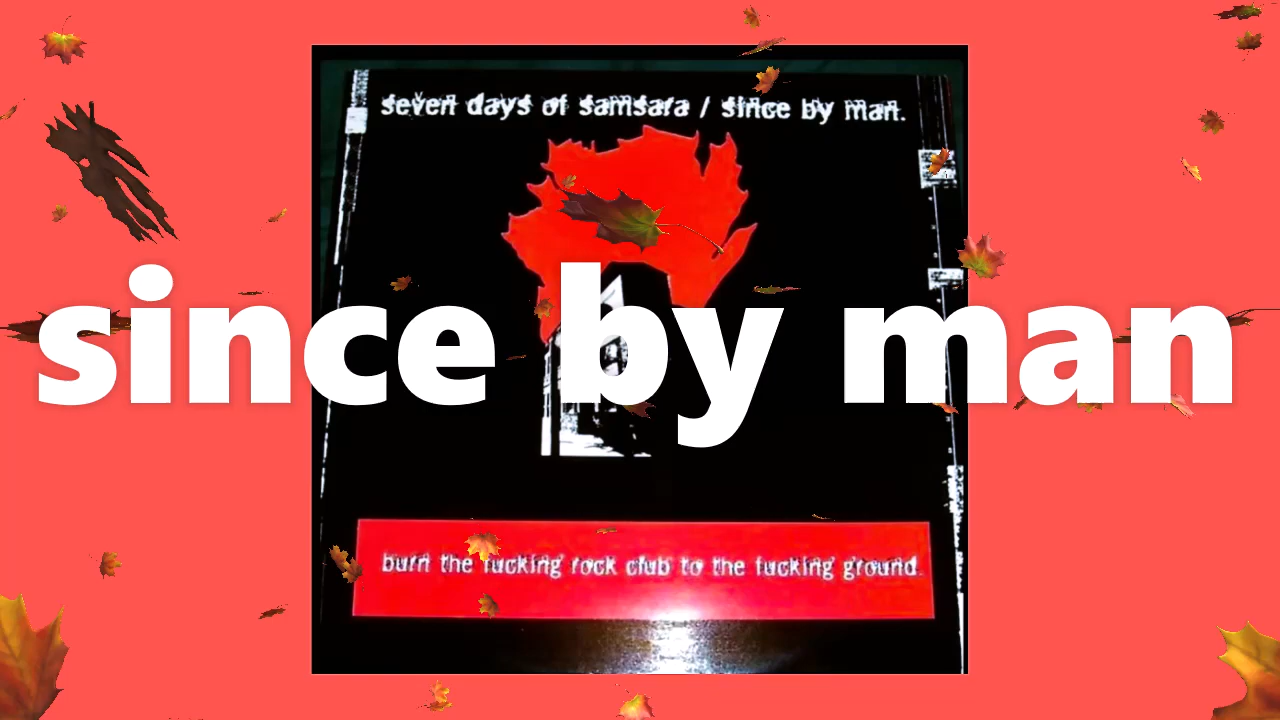 seven days of samsara / since by man.
since by man
burn the fucking rock club to the fucking ground.